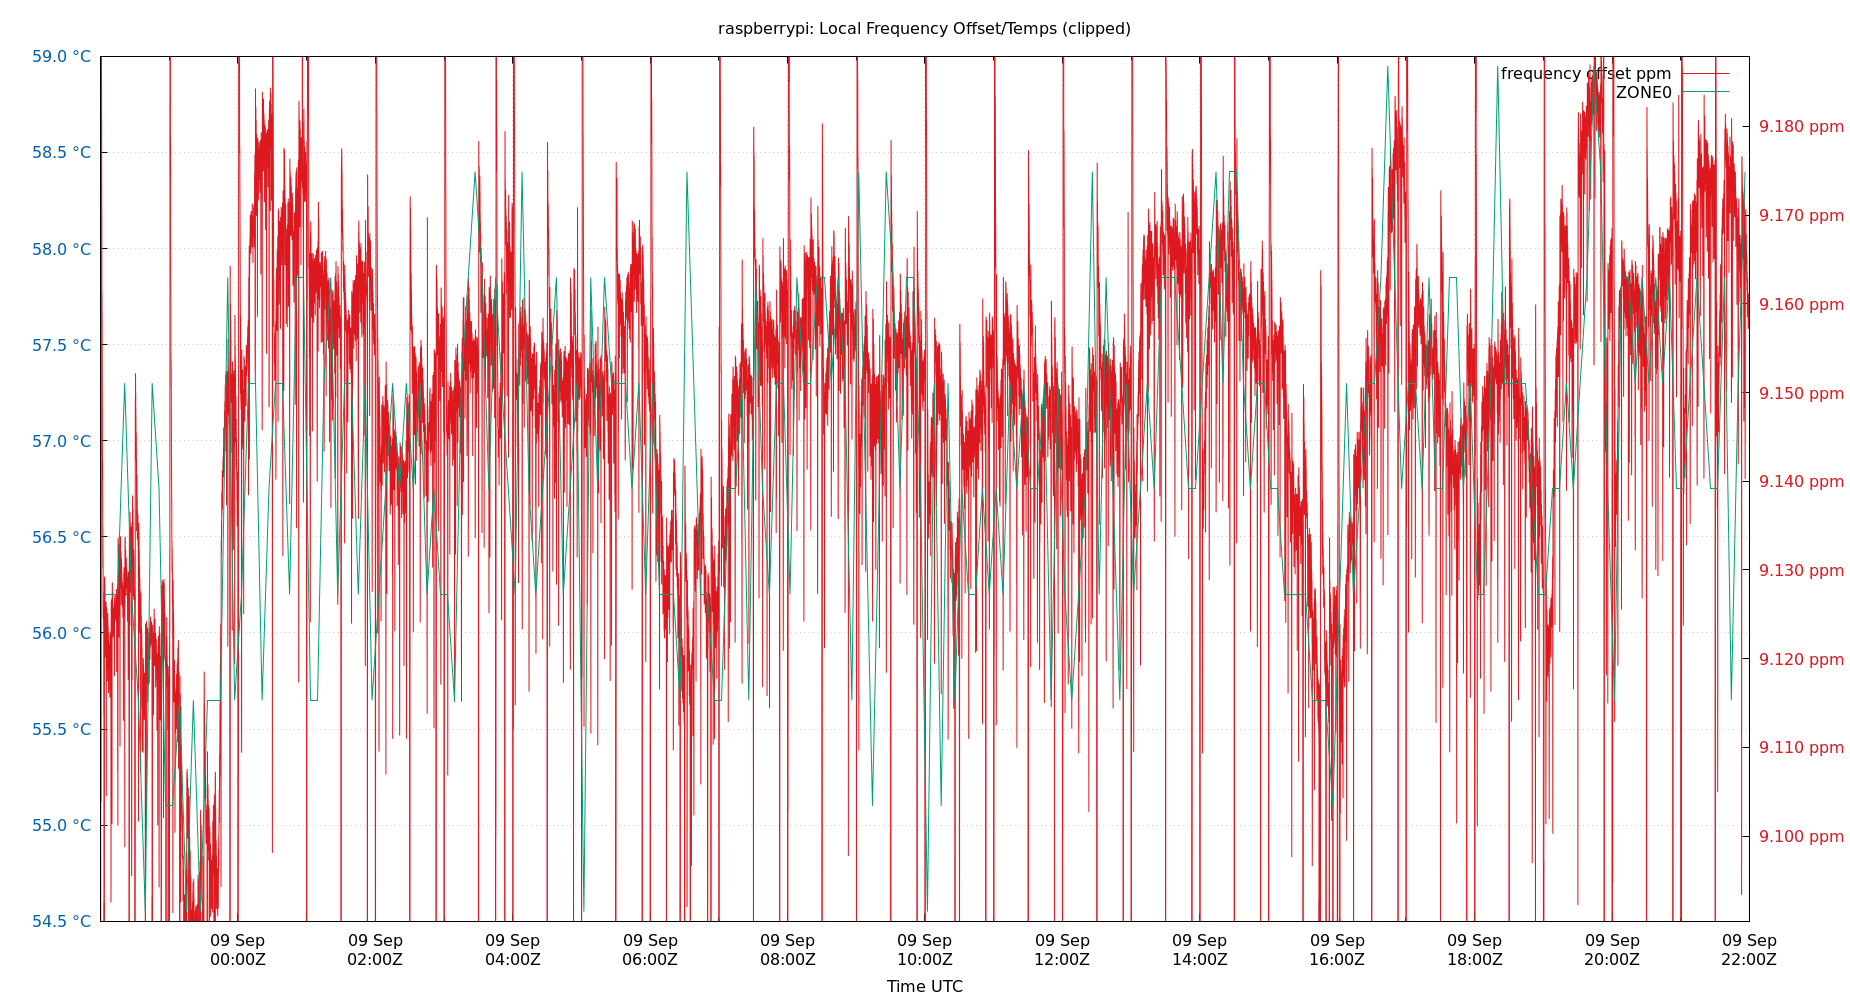 raspberrypi: Local Frequency Offset/Temps (clipped)
frequency offset ppm
ZONE0
59.0 °C
58.5 °C
58.0 °C
57.5 °C
57.0 °C
56.5 °C
56.0 °C
55.5 °C
55.0 °C
54.5 °C
9.180 ppm
9.170 ppm
9.160 ppm
9.150 ppm
9.140 ppm
9.130 ppm
9.120 ppm
9.110 ppm
9.100 ppm
09 Sep 09 Sep 09 Sep 09 Sep 09 Sep 09 Sep 09 Sep 09 Sep 09 Sep 09 Sep 09 Sep 09 Sep
00:00Z 02:00Z 04:00Z 06:00Z 08:00Z 10:00Z 12:00Z 14:00Z 16:00Z 18:00Z 20:00Z 22:00Z
Time UTC